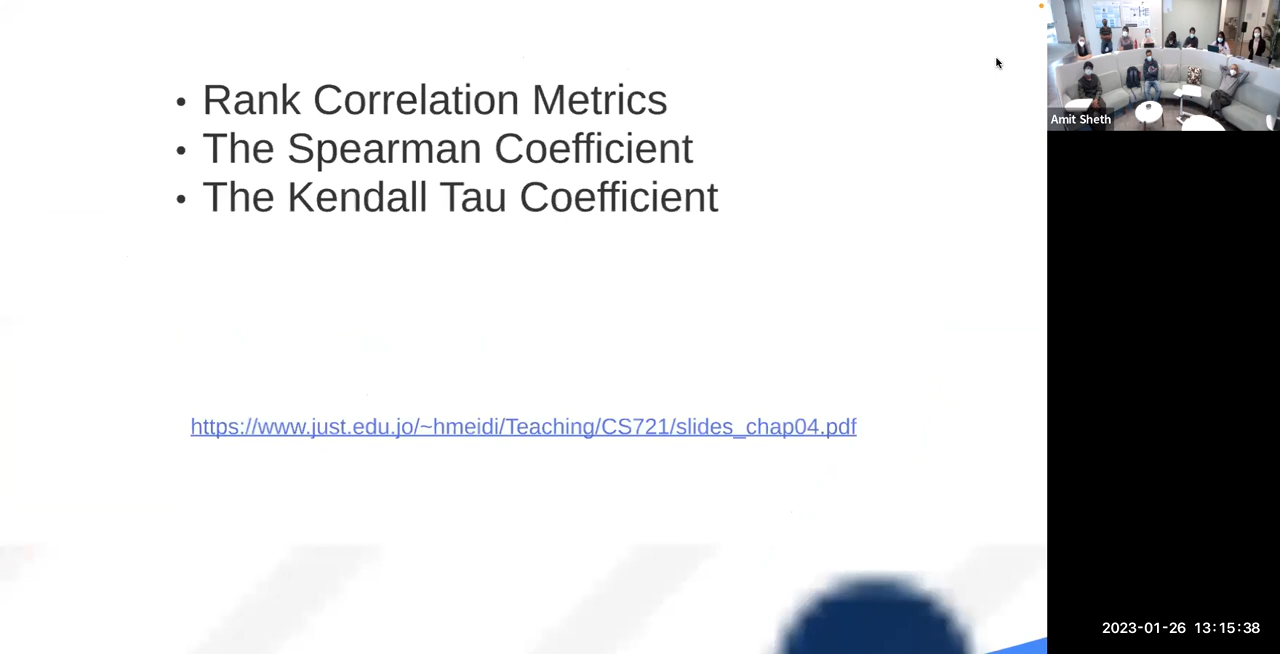 • Rank Correlation Metrics
• The Spearman Coefficient
• The Kendall Tau Coefficient
https://www.just.edu.jo/~hmeidi/Teaching/CS721/slides_chap04.pdf
Amit Sheth
2023-01-26 13:15:38